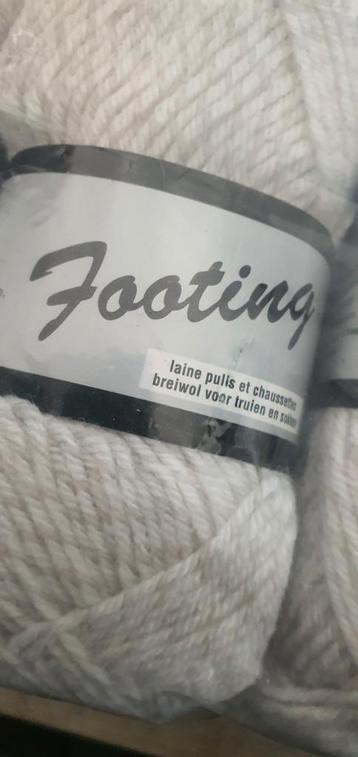 Footing
laine pulls et chaussettes
breiwol voor truien en sokken